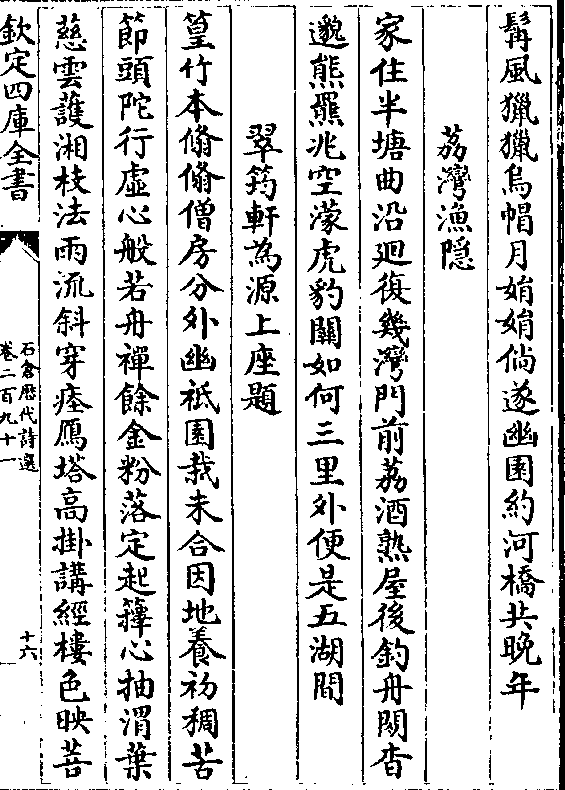 髯風獵獵烏帽月娟娟倘遂幽園約河橋共晚年
荔灣漁隱
家住半塘曲沿廻復幾灣門前荔酒熟屋後釣舟閑杳
邈熊羆兆空濛虎豹關如何三里外便是五湖間
翠筠軒為源上座題
篁竹本翛翛僧房分外幽祇園栽未合因地養初稠苦
節頭陀行虛心般若舟禪餘金粉落定起籜心抽渭葉
慈雲護湘枝法雨流斜穿瘞鴈塔高掛講經樓色映菩
欽定四庫全書
石倉歷代詩選
卷二百九十一
十六